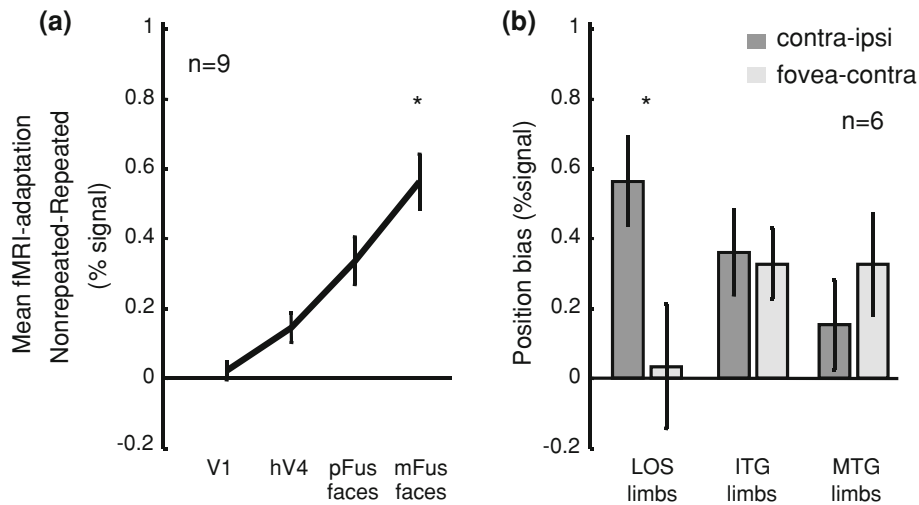 (a)
Mean fMRI-adaptation
Nonrepeated-Repeated
(% signal)
1
0.8
0.6
0.4
0.2
0
-0.2
n=9
*
V1
hV4
pFus
faces
mFus
faces
(b)
Position bias (%signal)
1
0.8
0.6
0.4
0.2
0
-0.2
contra-ipsi
fovea-contra
n=6
*
LOS
limbs
ITG
limbs
MTG
limbs